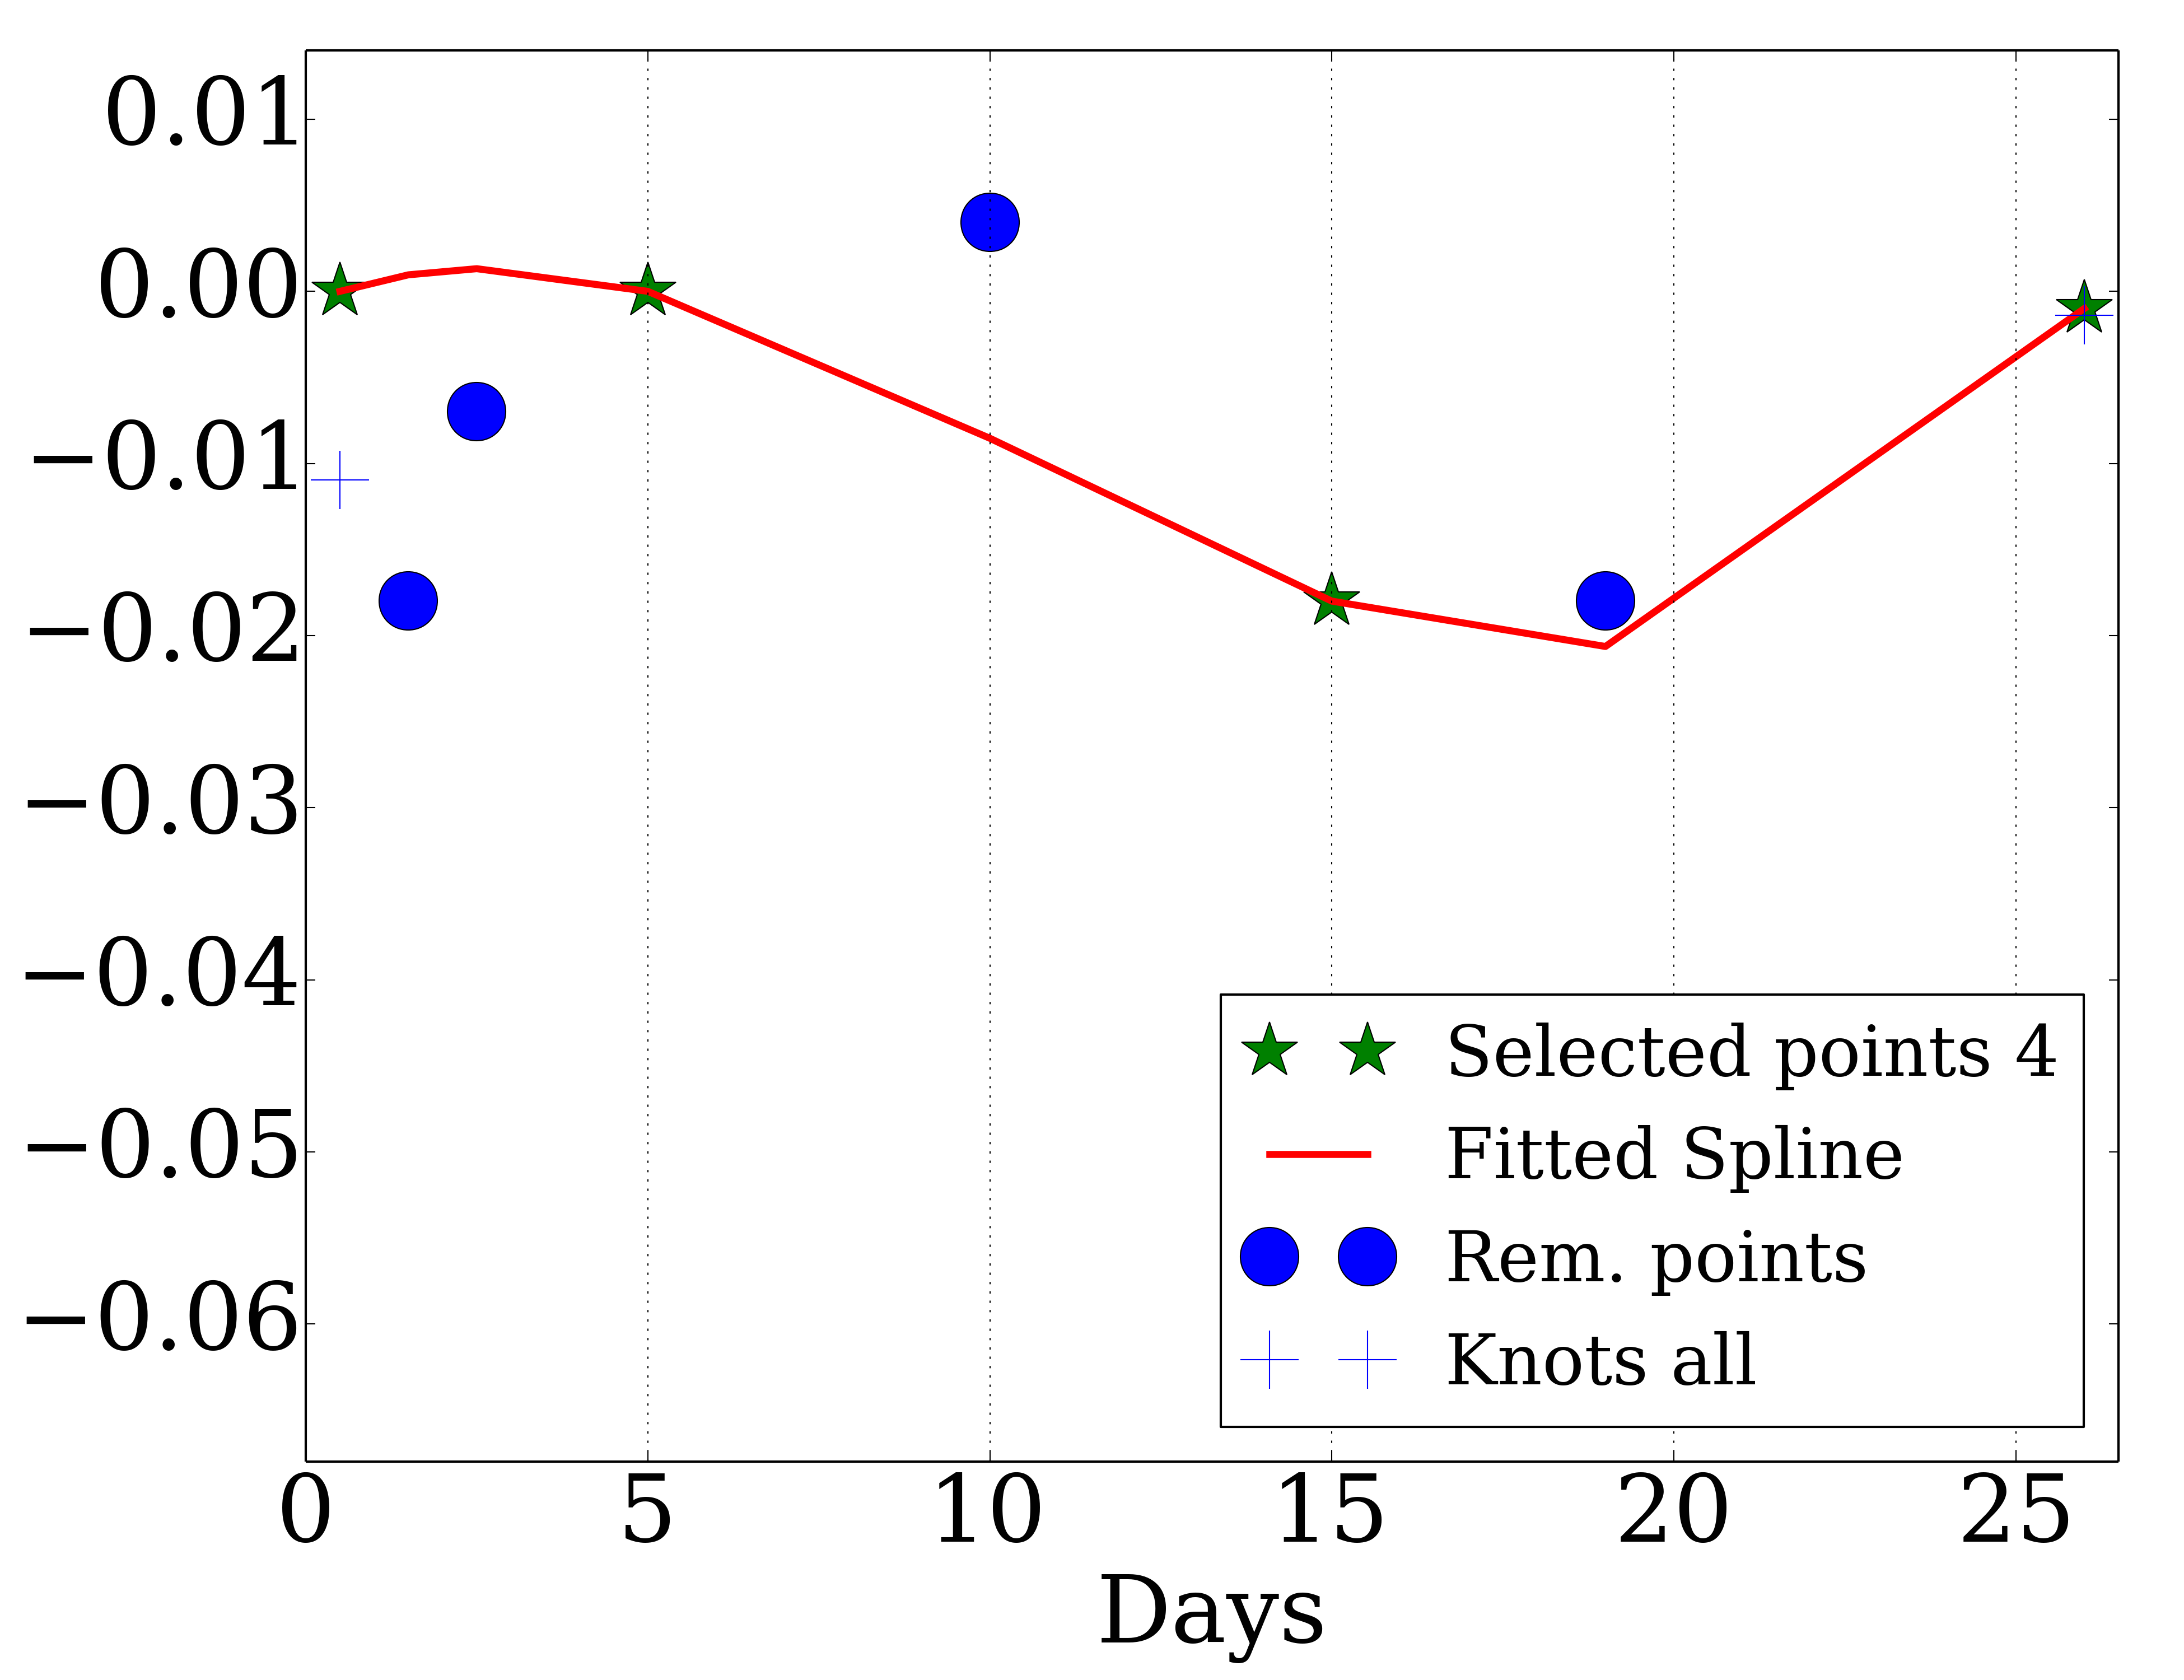 0.01
0.00
−0.01
−0.02
−0.03
−0.04
−0.05
−0.06
Selected points 4
Fitted Spline
Rem. points
Knots all
0 5 10 15 20 25
Days